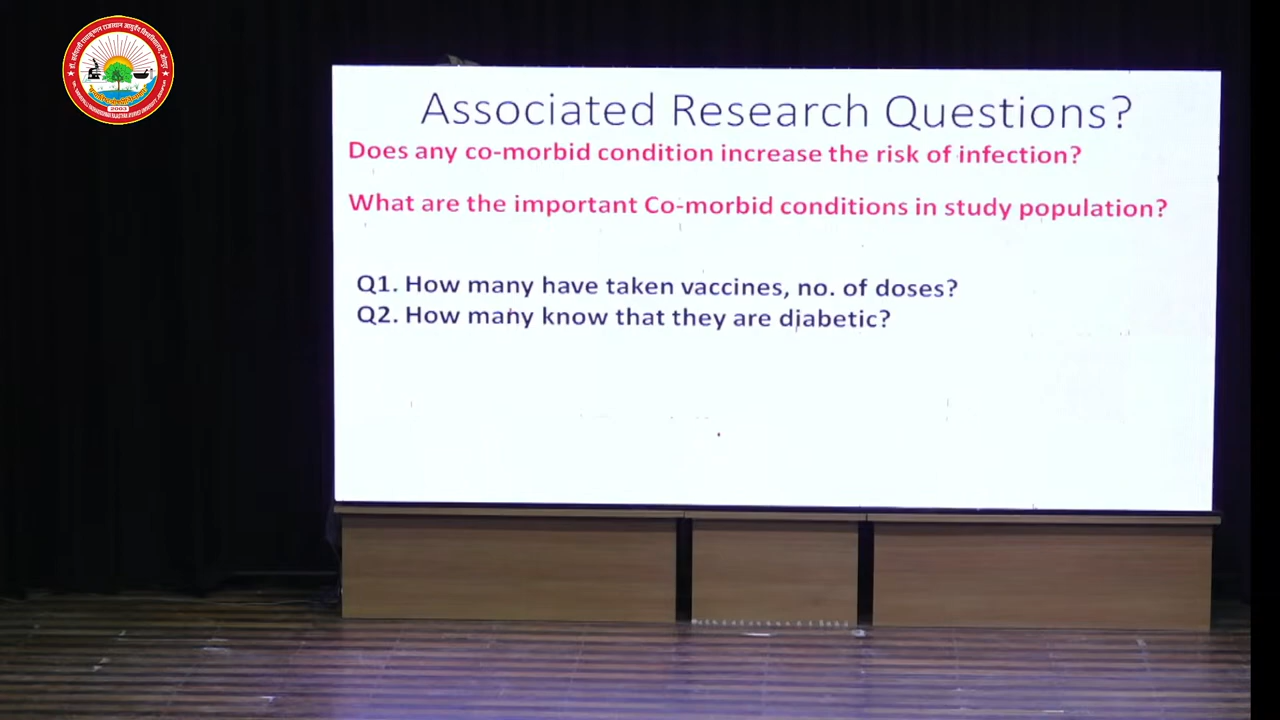 Associated Research Questions?
Does any co-morbid condition increase the risk of infection?
What are the important Co-morbid conditions in study population?
Q1. How many have taken vaccines, no. of doses?
Q2. How many know that they are diabetic?
2003